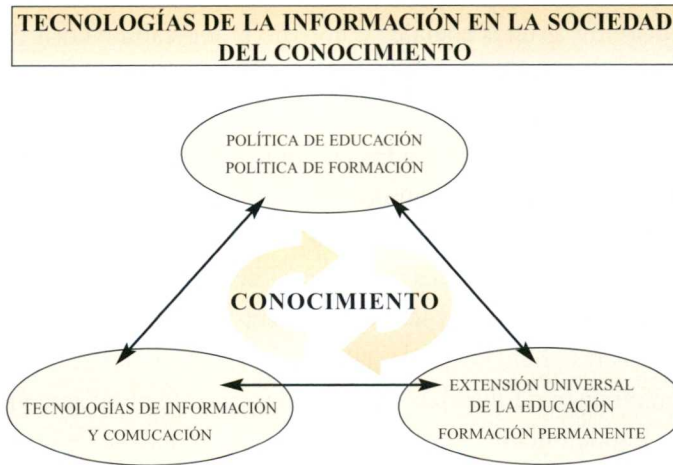 TECNOLOGÍAS DE LA INFORMACIÓN EN LA SOCIEDAD
DEL CONOCIMIENTO
POLÍTICA DE EDUCACIÓN
POLÍTICA DE FORMACIÓN
CONOCIMIENTO
TECNOLOGÍAS DE INFORMACIÓN
Y COMUCACIÓN
EXTENSIÓN UNIVERSAL
DE LA EDUCACIÓN
FORMACIÓN PERMANENTE